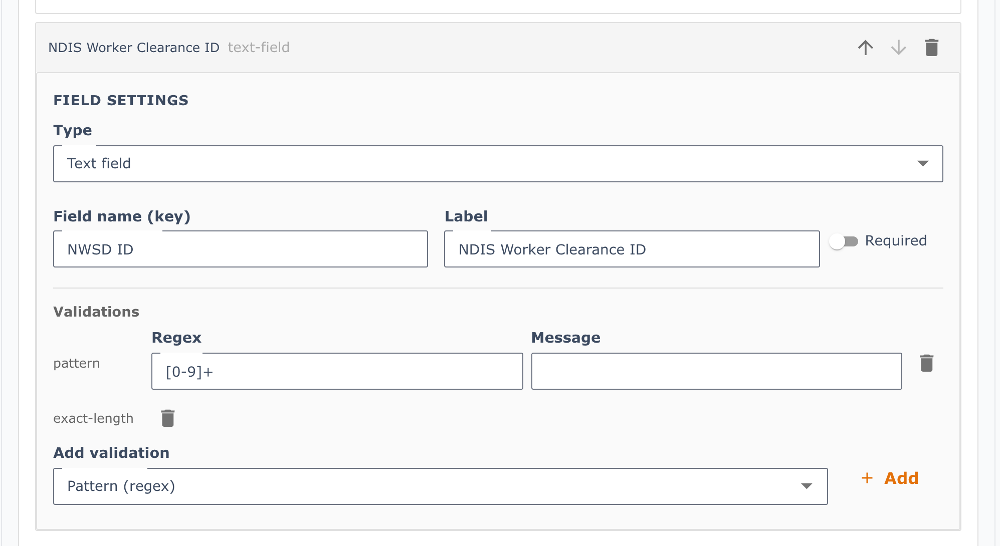 NDIS Worker Clearance ID text-field
FIELD SETTINGS
Type
Text field
Field name (key) Label
NWSD ID NDIS Worker Clearance ID Required
Validations
Regex Message
pattern [0-9]+
exact-length
Add validation
Pattern (regex) + Add